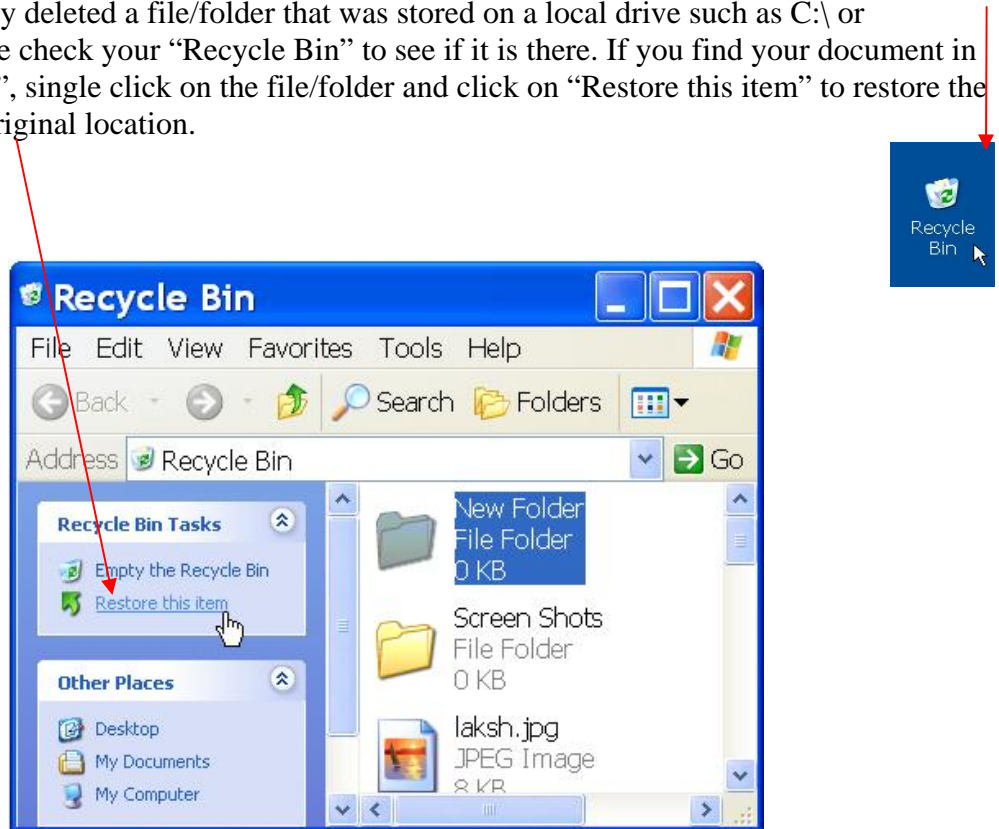 y deleted a file/folder that was stored on a local drive such as C:\ or
e check your “Recycle Bin” to see if it is there. If you find your document in
”, single click on the file/folder and click on “Restore this item” to restore the
riginal location.
Recycle
Bin
Recycle Bin
File Edit View Favorites Tools Help
Back Search Folders
Address Recycle Bin Go
Recycle Bin Tasks
Empty the Recycle Bin
Restore this item
Other Places
Desktop
My Documents
My Computer
New Folder
File Folder
0 KB
Screen Shots
File Folder
0 KB
laksh.jpg
JPEG Image
8 KB